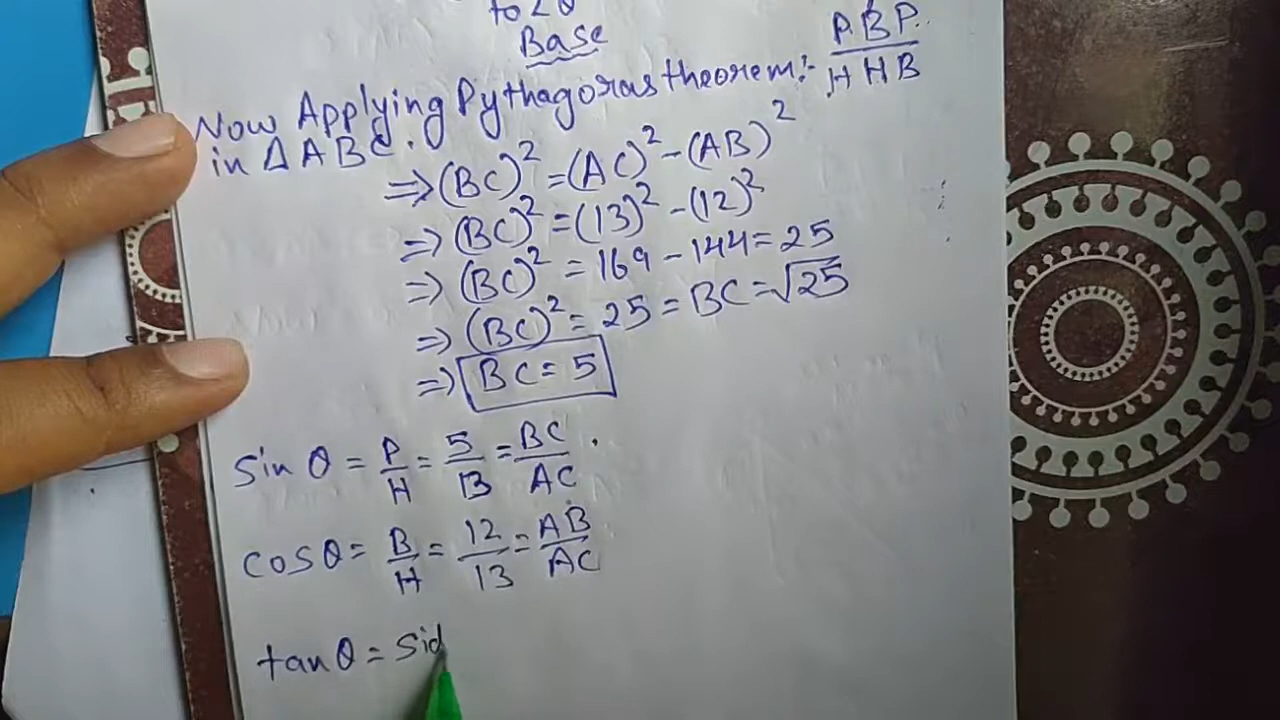 to ∠θ
Base
P B P
H H B
Now Applying Pythagoras theorem:-
in △ABC.
⇒ (BC)² = (AC)² - (AB)²
⇒ (BC)² = (13)² - (12)²
⇒ (BC)² = 169 - 144 = 25
⇒ (BC)² = 25 = BC = √25
⇒ BC = 5
sin θ = P/H = 5/13 = BC/AC .
cos θ = B/H = 12/13 = AB/AC
tan θ = sid